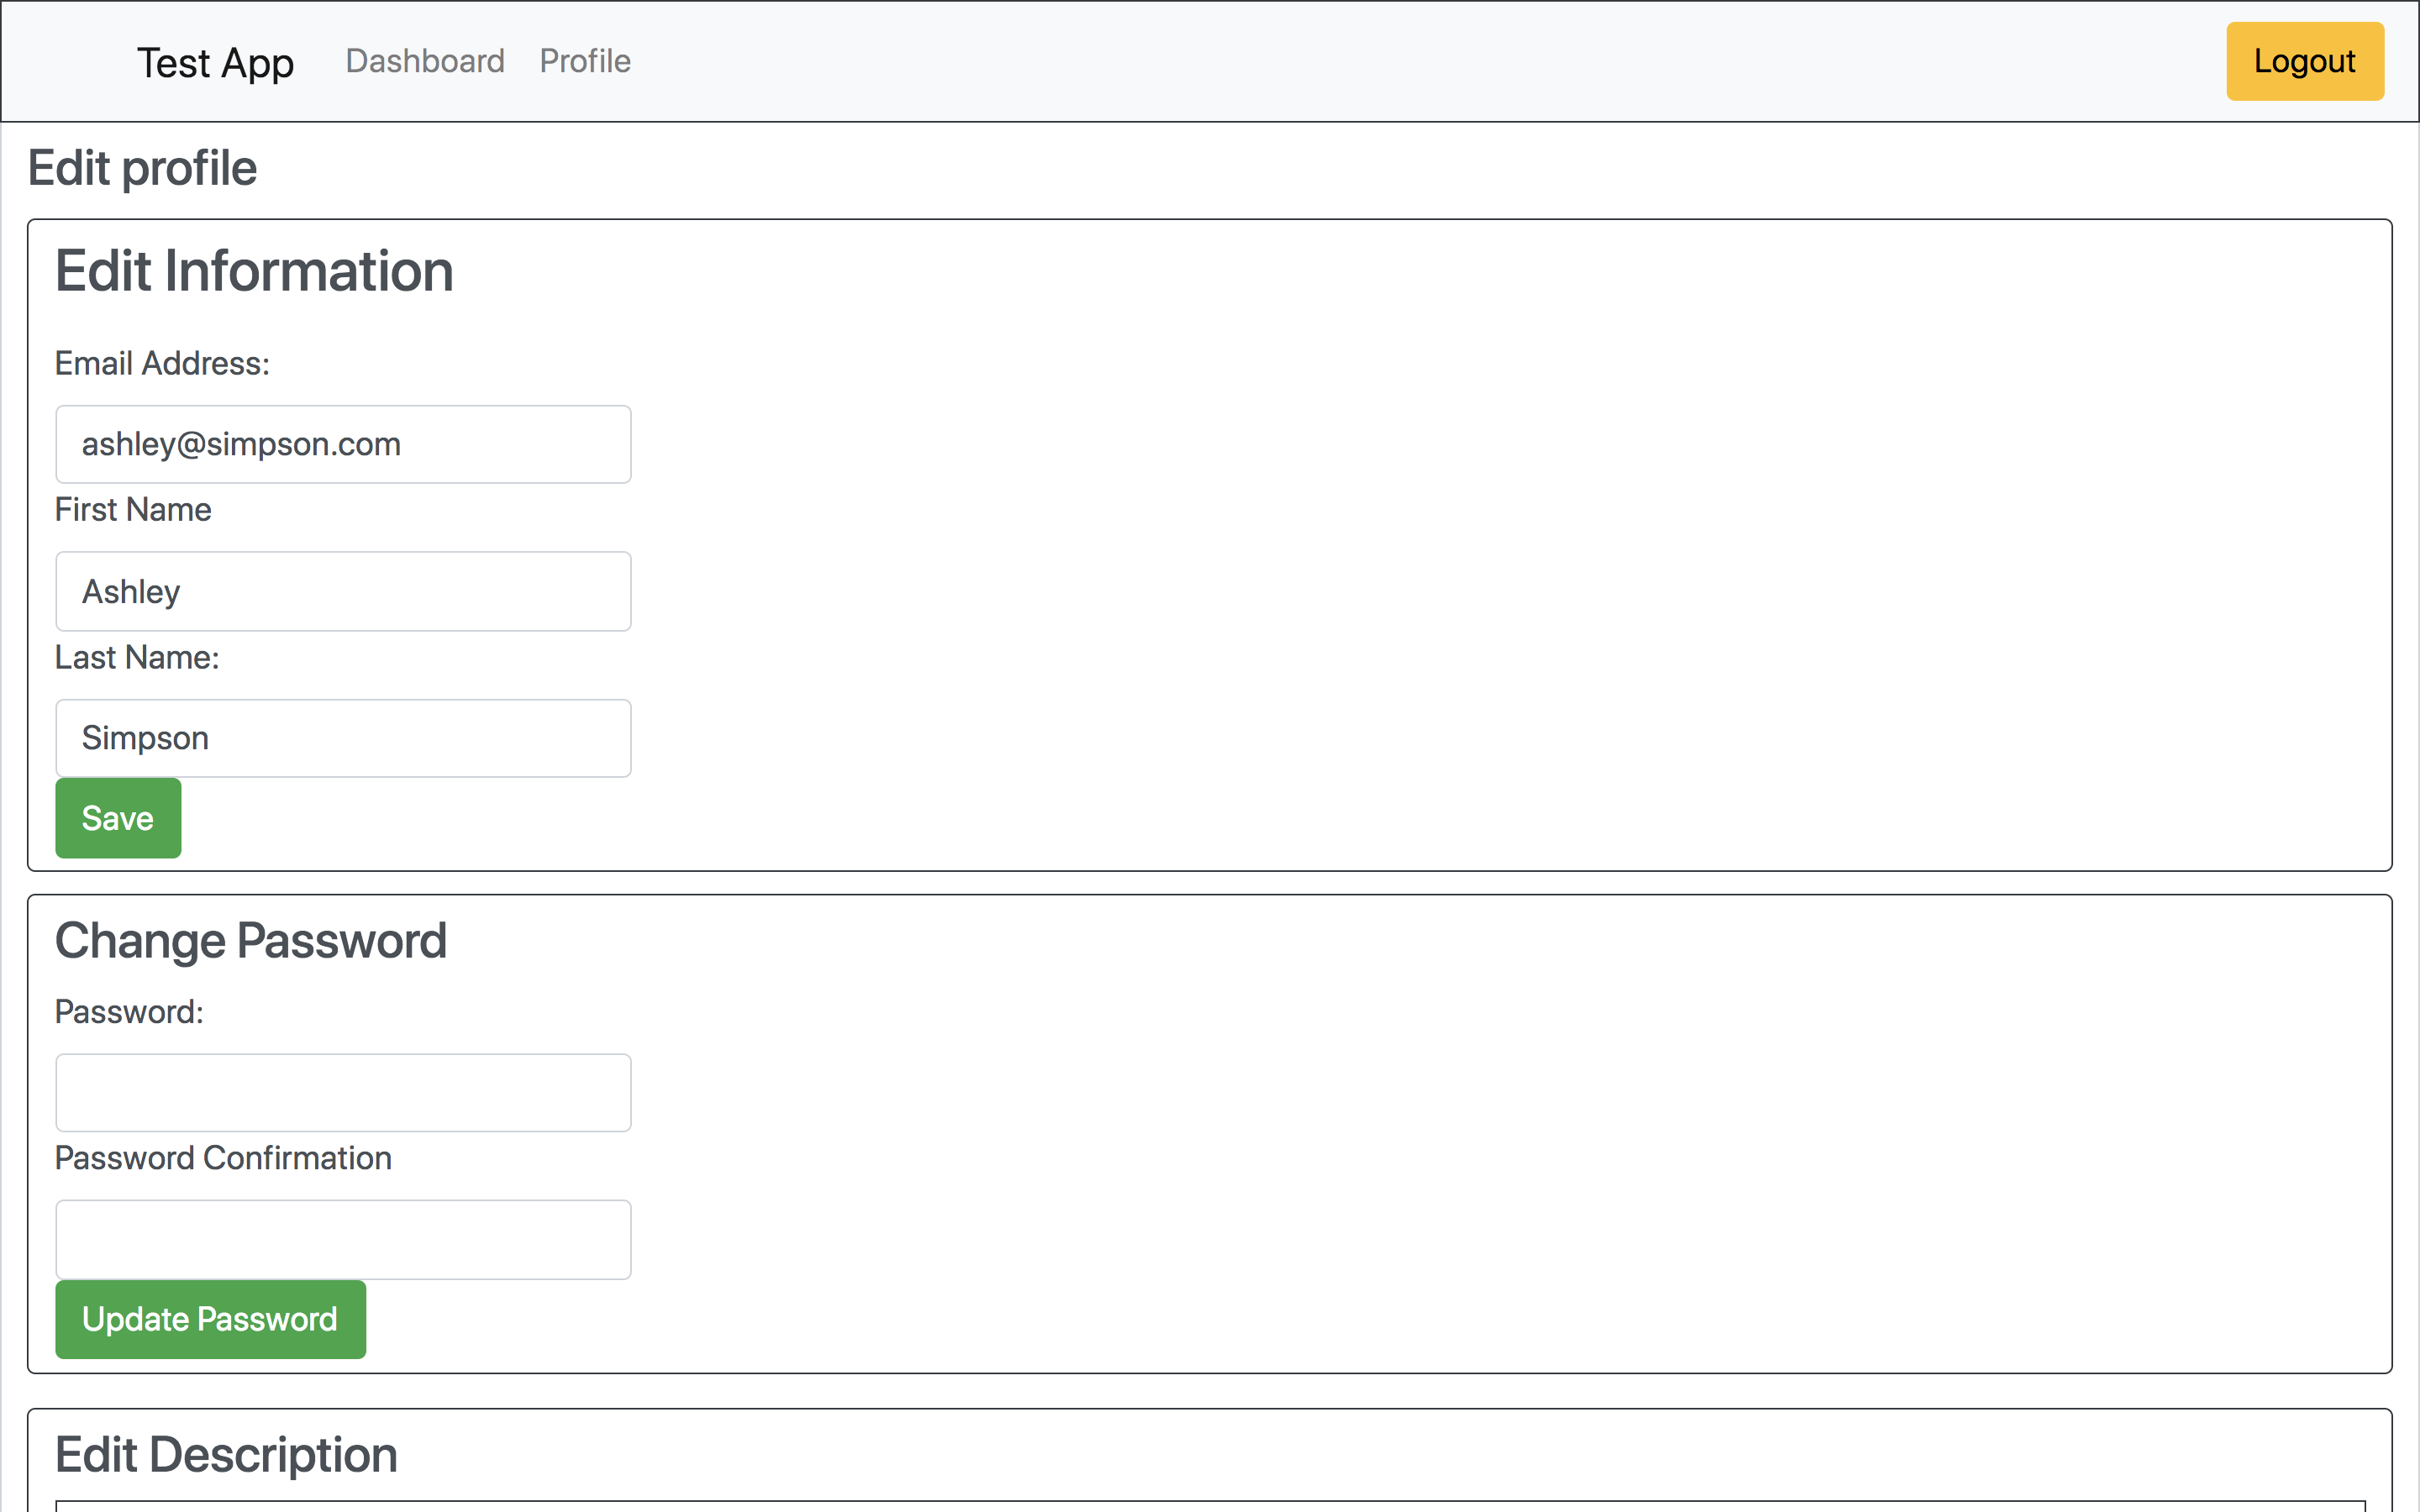 Test App Dashboard Profile Logout
Edit profile
Edit Information
Email Address:
ashley@simpson.com
First Name
Ashley
Last Name:
Simpson
Save
Change Password
Password:
Password Confirmation
Update Password
Edit Description